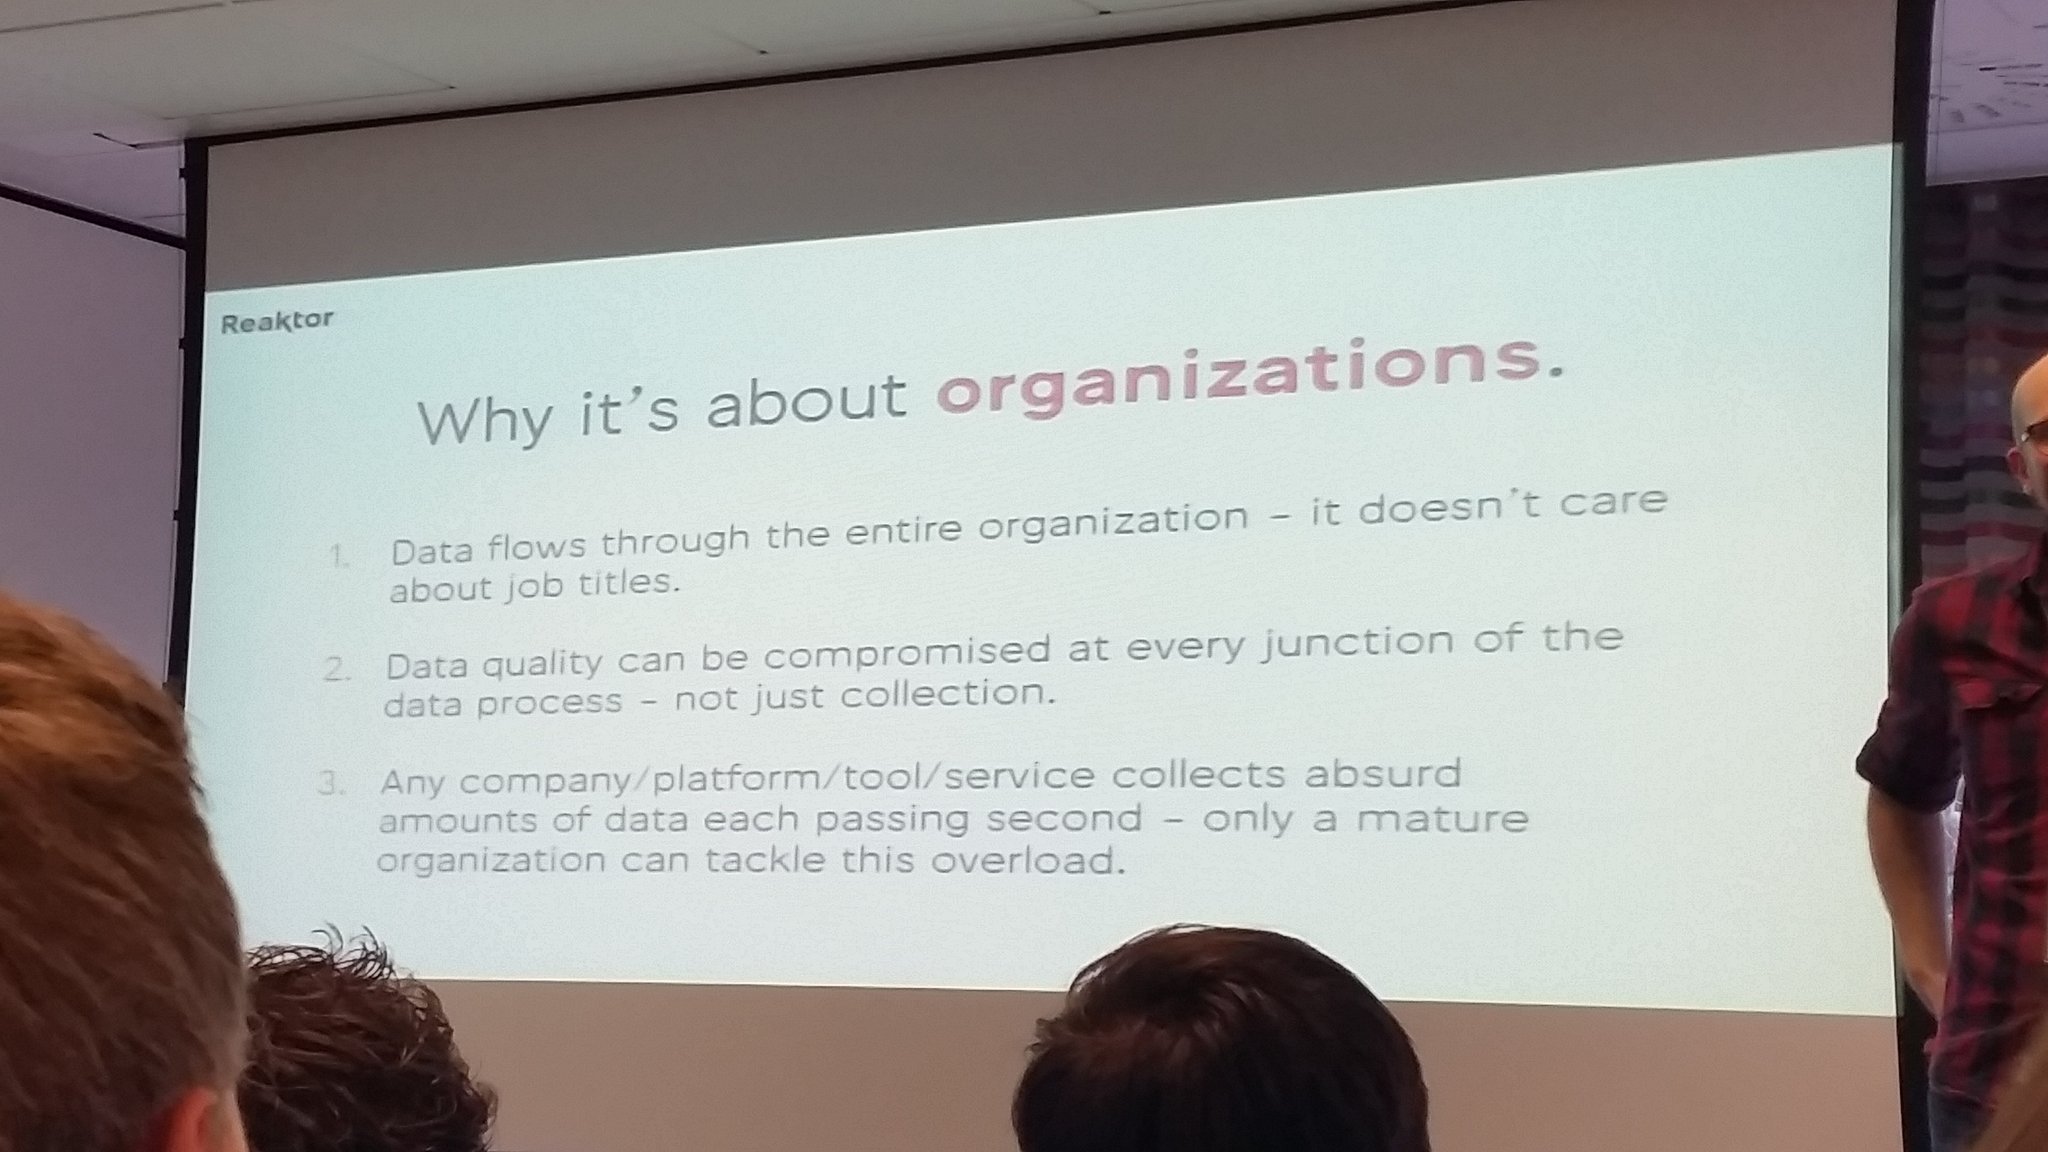 Reaktor
Why it's about organizations.
1. Data flows through the entire organization – it doesn't care
about job titles.
2. Data quality can be compromised at every junction of the
data process – not just collection.
3. Any company/platform/tool/service collects absurd
amounts of data each passing second – only a mature
organization can tackle this overload.